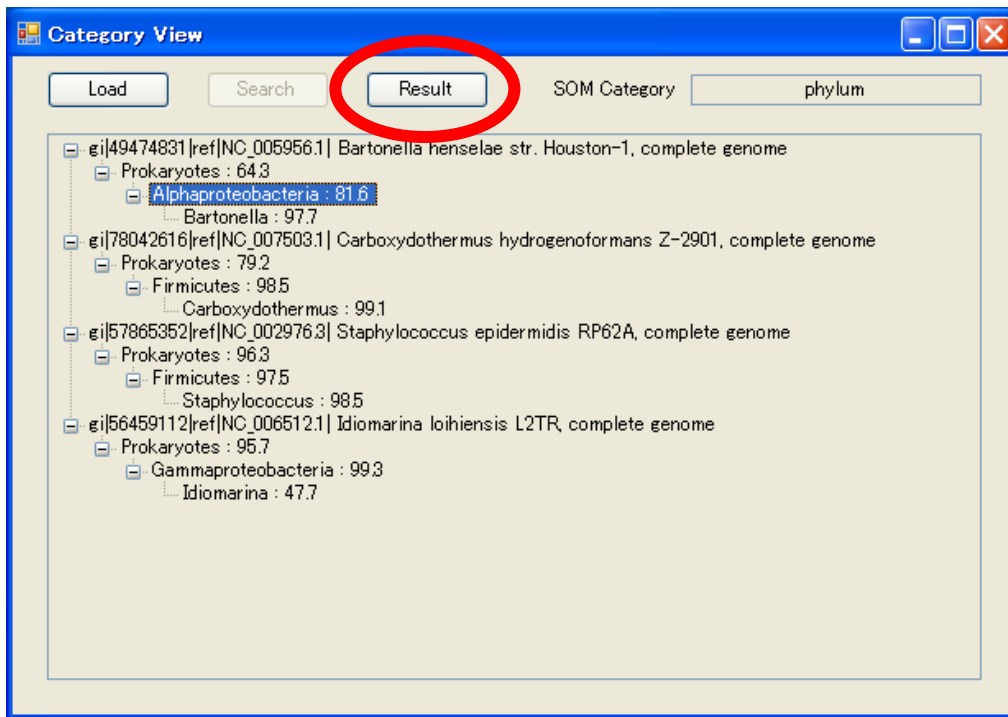 Category View
Load Search Result SOM Category phylum
gi|49474831|ref|NC_005956.1| Bartonella henselae str. Houston-1, complete genome
Prokaryotes : 64.3
Alphaproteobacteria : 81.6
Bartonella : 97.7
gi|78042616|ref|NC_007503.1| Carboxydothermus hydrogenoformans Z-2901, complete genome
Prokaryotes : 79.2
Firmicutes : 98.5
Carboxydothermus : 99.1
gi|57865352|ref|NC_002976.3| Staphylococcus epidermidis RP62A, complete genome
Prokaryotes : 96.3
Firmicutes : 97.5
Staphylococcus : 98.5
gi|56459112|ref|NC_006512.1| Idiomarina loihiensis L2TR, complete genome
Prokaryotes : 95.7
Gammaproteobacteria : 99.3
Idiomarina : 47.7